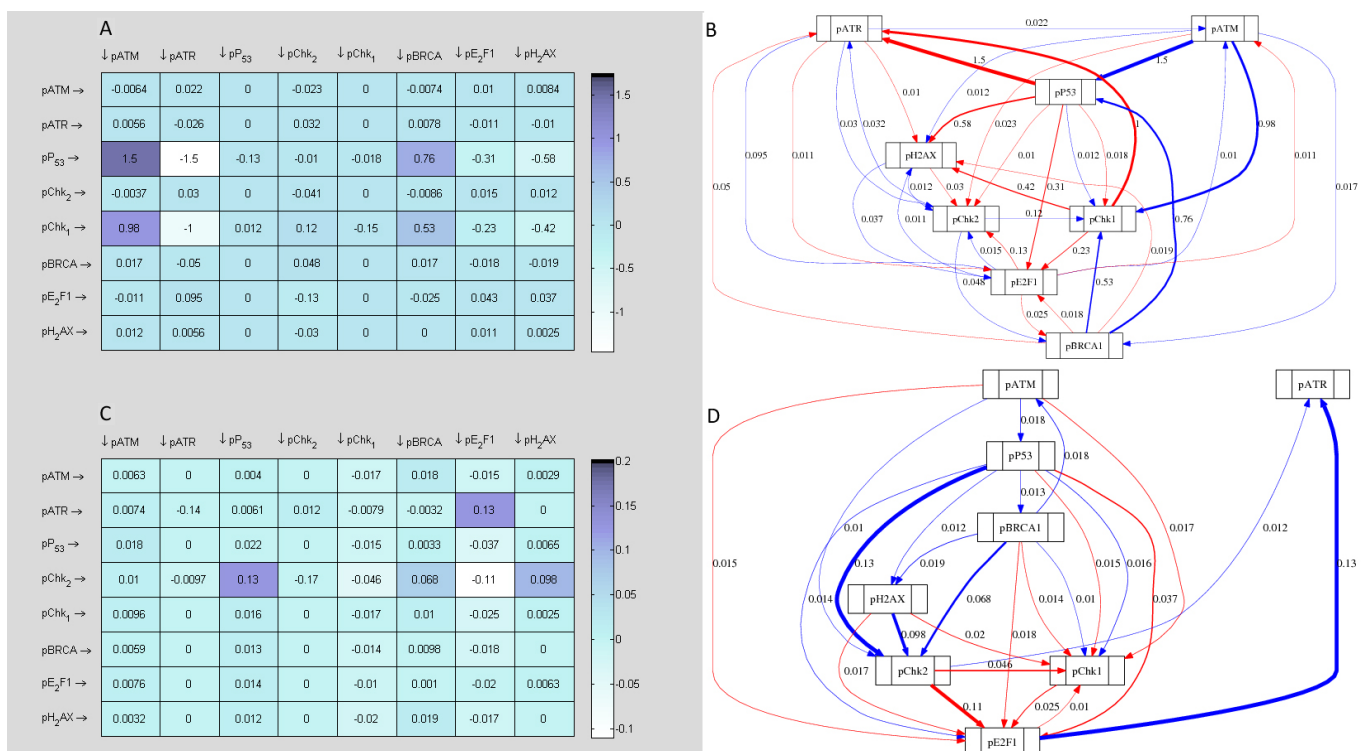 A
↓ pATM ↓ pATR ↓ pP53 ↓ pChk2 ↓ pChk1 ↓ pBRCA ↓ pE2F1 ↓ pH2AX
pATM → -0.0064 0.022 0 -0.023 0 -0.0074 0.01 0.0084
pATR → 0.0056 -0.026 0 0.032 0 0.0078 -0.011 -0.01
pP53 → 1.5 -1.5 -0.13 -0.01 -0.018 0.76 -0.31 -0.58
pChk2 → -0.0037 0.03 0 -0.041 0 -0.0086 0.015 0.012
pChk1 → 0.98 -1 0.012 0.12 -0.15 0.53 -0.23 -0.42
pBRCA → 0.017 -0.05 0 0.048 0 0.017 -0.018 -0.019
pE2F1 → -0.011 0.095 0 -0.13 0 -0.025 0.043 0.037
pH2AX → 0.012 0.0056 0 -0.03 0 0 0.011 0.0025
1.5
1
0.5
0
-0.5
-1
B
pATR 0.022 pATM
1.5 1.5
pP53
0.01 0.012
0.03 0.032 0.58 0.023 1 0.98
pH2AX
0.095 0.011 0.01 0.012 0.018 0.01 0.011
0.05 0.012 0.03 0.31 0.42 0.017
pChk2 0.12 pChk1
0.037 0.011 0.76
0.015 0.13 0.23 0.019
0.048 pE2F1 0.53
0.025 0.018
pBRCA1
C
↓ pATM ↓ pATR ↓ pP53 ↓ pChk2 ↓ pChk1 ↓ pBRCA ↓ pE2F1 ↓ pH2AX
pATM → 0.0063 0 0.004 0 -0.017 0.018 -0.015 0.0029
pATR → 0.0074 -0.14 0.0061 0.012 -0.0079 -0.0032 0.13 0
pP53 → 0.018 0 0.022 0 -0.015 0.0033 -0.037 0.0065
pChk2 → 0.01 -0.0097 0.13 -0.17 -0.046 0.068 -0.11 0.098
pChk1 → 0.0096 0 0.016 0 -0.017 0.01 -0.025 0.0025
pBRCA → 0.0059 0 0.013 0 -0.014 0.0098 -0.018 0
pE2F1 → 0.0076 0 0.014 0 -0.01 0.001 -0.02 0.0063
pH2AX → 0.0032 0 0.012 0 -0.02 0.019 -0.017 0
0.2
0.15
0.1
0.05
0
-0.05
-0.1
D
pATM pATR
0.018
pP53
0.018
0.013
pBRCA1
0.01 0.012 0.017 0.012
0.015 0.13 0.019 0.015 0.016 0.13
0.014 pH2AX 0.068 0.014 0.01 0.037
0.098 0.02
0.017 0.018
pChk2 0.046 pChk1
0.11 0.025 0.01
pE2F1